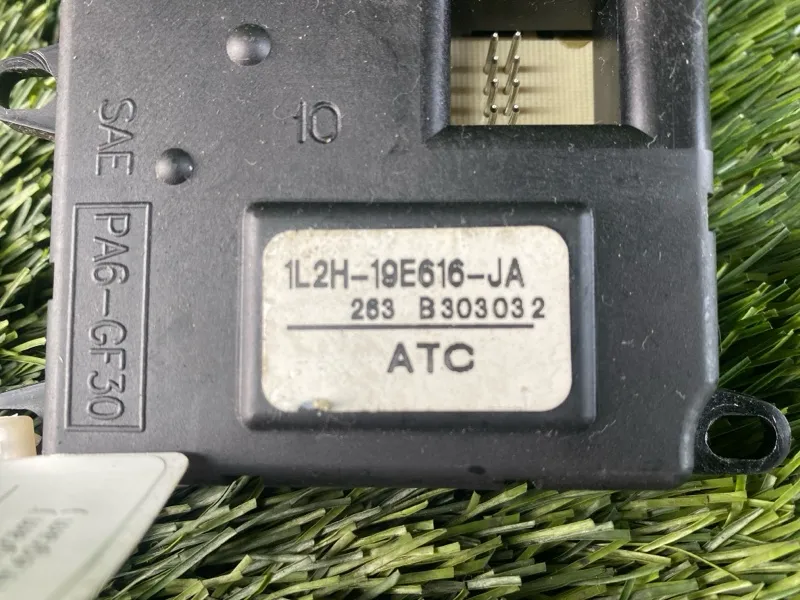 SAE
PA6-GF30
10
1L2H-19E616-JA
263 B303032
ATC